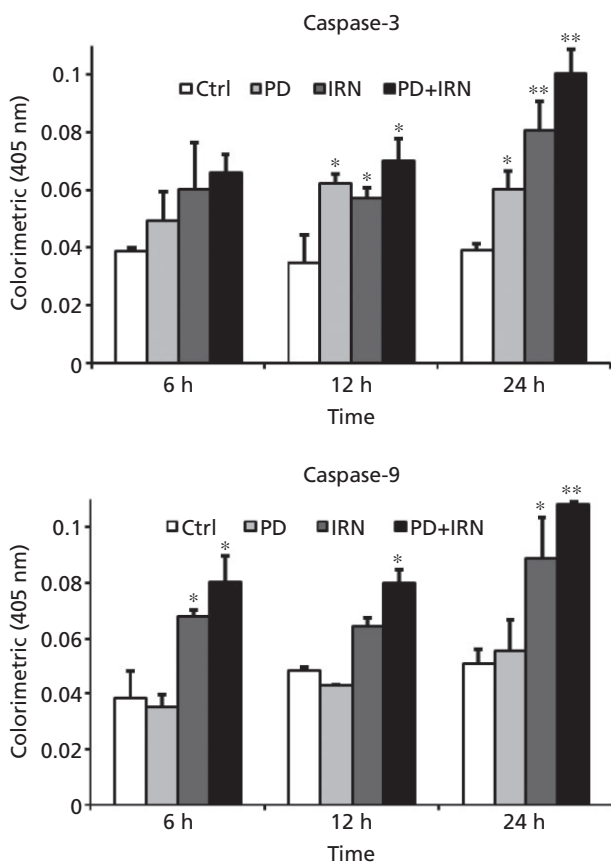 Caspase-3
Colorimetric (405 nm)
0.1
0.08
0.06
0.04
0.02
0
Ctrl PD IRN PD+IRN
* * *
* ** **
6 h 12 h 24 h
Time
Caspase-9
Colorimetric (405 nm)
0.1
0.08
0.06
0.04
0.02
0
Ctrl PD IRN PD+IRN
* * * * **
6 h 12 h 24 h
Time